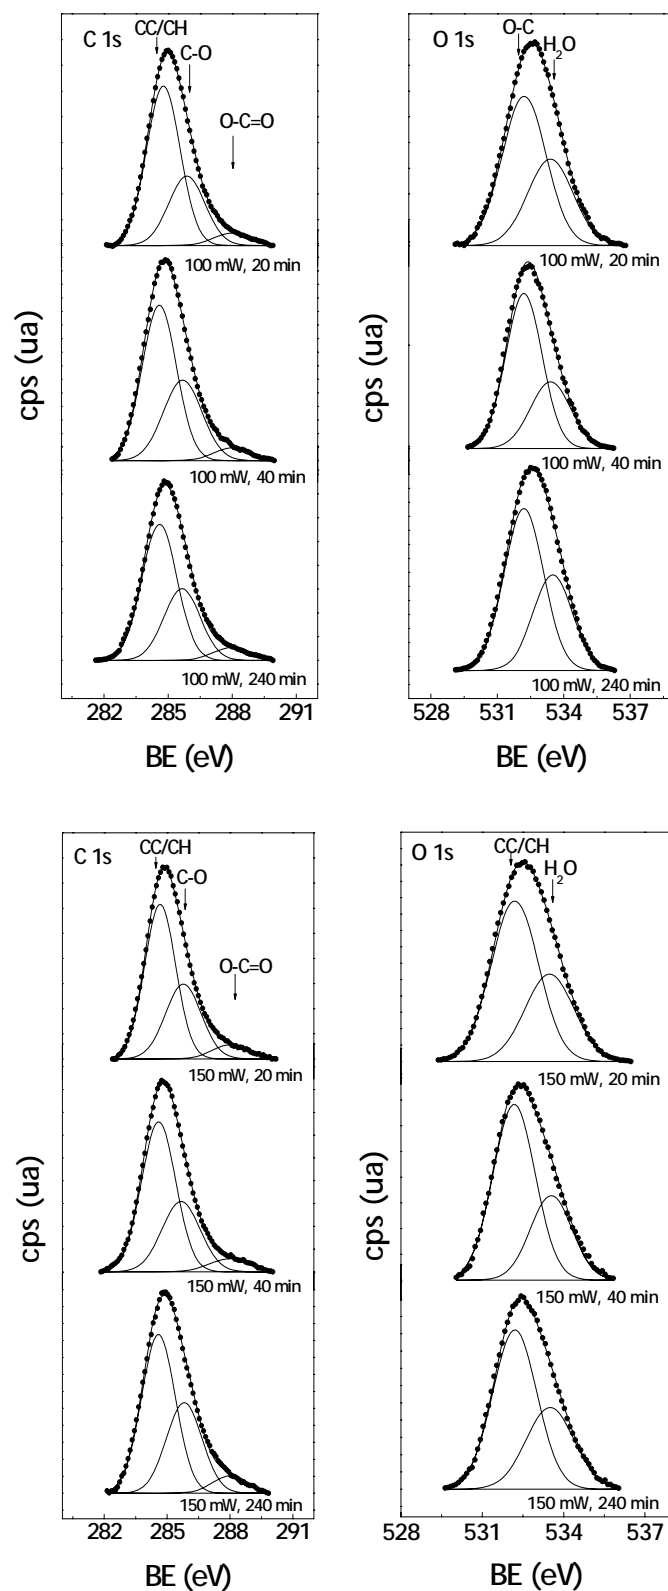 C 1s
CC/CH
C-O
O-C=O
100 mW, 20 min
100 mW, 40 min
100 mW, 240 min
cps (ua)
282 285 288 291
BE (eV)
O 1s
O-C
H2O
100 mW, 20 min
100 mW, 40 min
100 mW, 240 min
cps (ua)
528 531 534 537
BE (eV)
C 1s
CC/CH
C-O
O-C=O
150 mW, 20 min
150 mW, 40 min
150 mW, 240 min
cps (ua)
282 285 288 291
BE (eV)
O 1s
CC/CH
H2O
150 mW, 20 min
150 mW, 40 min
150 mW, 240 min
cps (ua)
528 531 534 537
BE (eV)